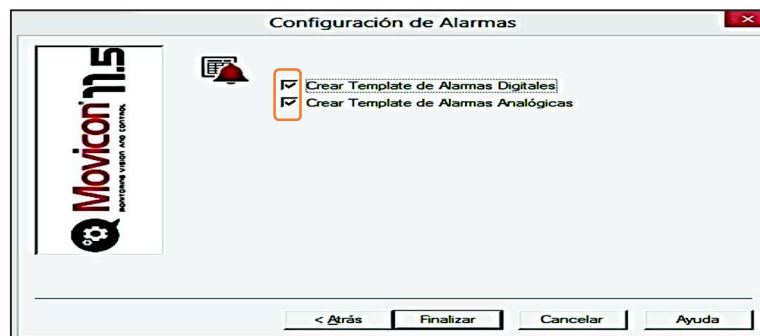 Configuración de Alarmas
Movicon 11.5
MONITORING VISION AND CONTROL
Crear Template de Alarmas Digitales
Crear Template de Alarmas Analógicas
< Atrás
Finalizar
Cancelar
Ayuda